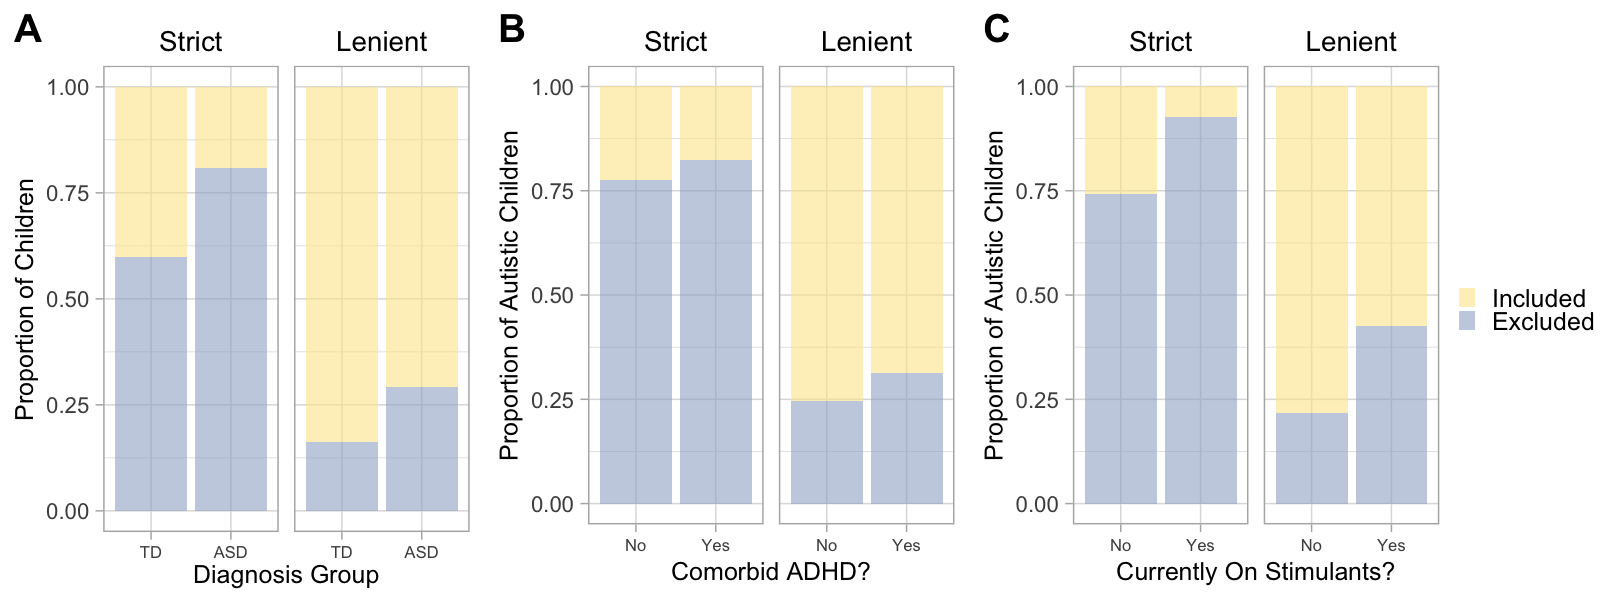 A
Strict
Lenient
Proportion of Children
1.00
0.75
0.50
0.25
0.00
TD
ASD
TD
ASD
Diagnosis Group
B
Strict
Lenient
Proportion of Autistic Children
1.00
0.75
0.50
0.25
0.00
No
Yes
No
Yes
Comorbid ADHD?
C
Strict
Lenient
Proportion of Autistic Children
1.00
0.75
0.50
0.25
0.00
No
Yes
No
Yes
Currently On Stimulants?
Included
Excluded